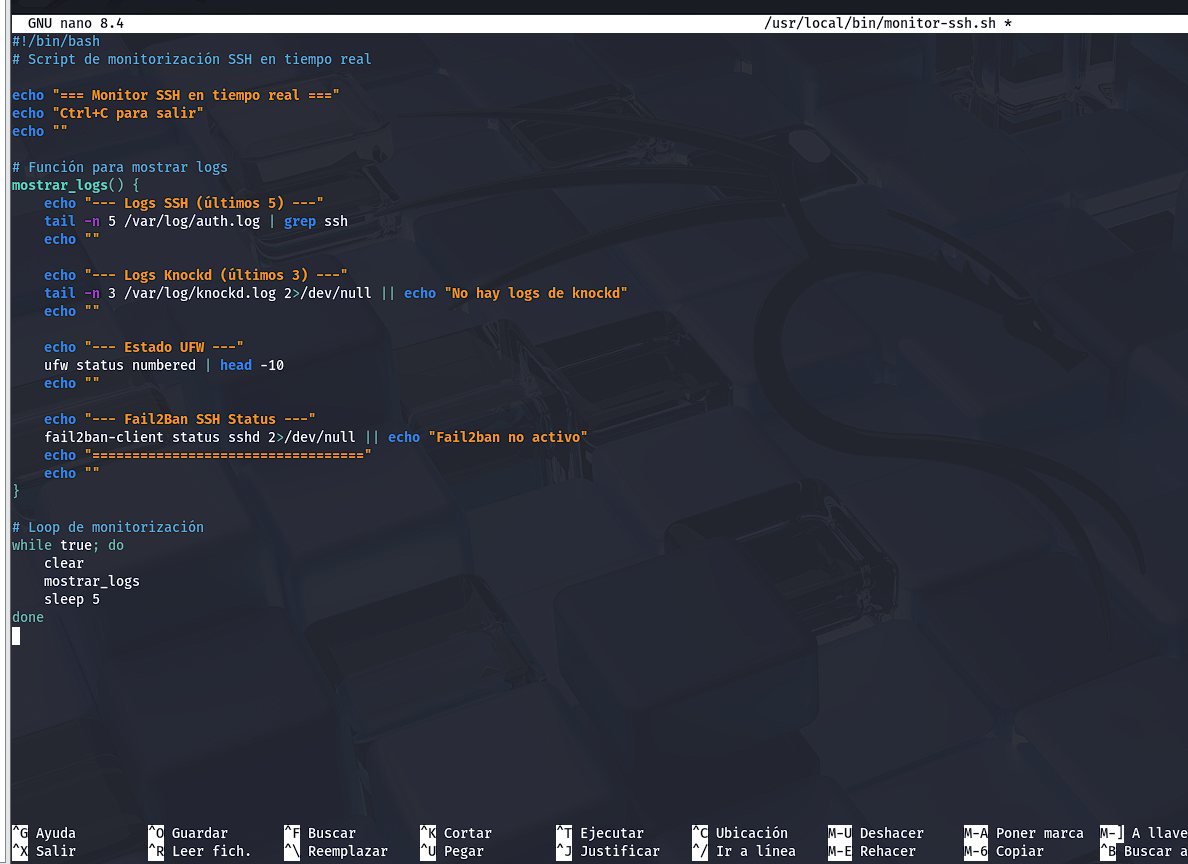 GNU nano 8.4 /usr/local/bin/monitor-ssh.sh *
#!/bin/bash
# Script de monitorización SSH en tiempo real

echo "=== Monitor SSH en tiempo real ==="
echo "Ctrl+C para salir"
echo ""

# Función para mostrar logs
mostrar_logs() {
    echo "--- Logs SSH (últimos 5) ---"
    tail -n 5 /var/log/auth.log | grep ssh
    echo ""

    echo "--- Logs Knockd (últimos 3) ---"
    tail -n 3 /var/log/knockd.log 2>/dev/null || echo "No hay logs de knockd"
    echo ""

    echo "--- Estado UFW ---"
    ufw status numbered | head -10
    echo ""

    echo "--- Fail2Ban SSH Status ---"
    fail2ban-client status sshd 2>/dev/null || echo "Fail2ban no activo"
    echo "=================================="
    echo ""
}

# Loop de monitorización
while true; do
    clear
    mostrar_logs
    sleep 5
done

^G Ayuda ^O Guardar ^F Buscar ^K Cortar ^T Ejecutar ^C Ubicación M-U Deshacer M-A Poner marca M-] A llave
^X Salir ^R Leer fich. ^\ Reemplazar ^U Pegar ^J Justificar ^/ Ir a línea M-E Rehacer M-6 Copiar ^B Buscar a